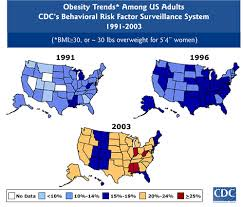 Obesity Trends* Among US Adults
CDC's Behavioral Risk Factor Surveillance System
1991-2003
(*BMI≥30, or ~ 30 lbs overweight for 5'4" women)
1991
1996
2003
No Data
<10%
10%-14%
15%-19%
20%-24%
≥25%
CDC